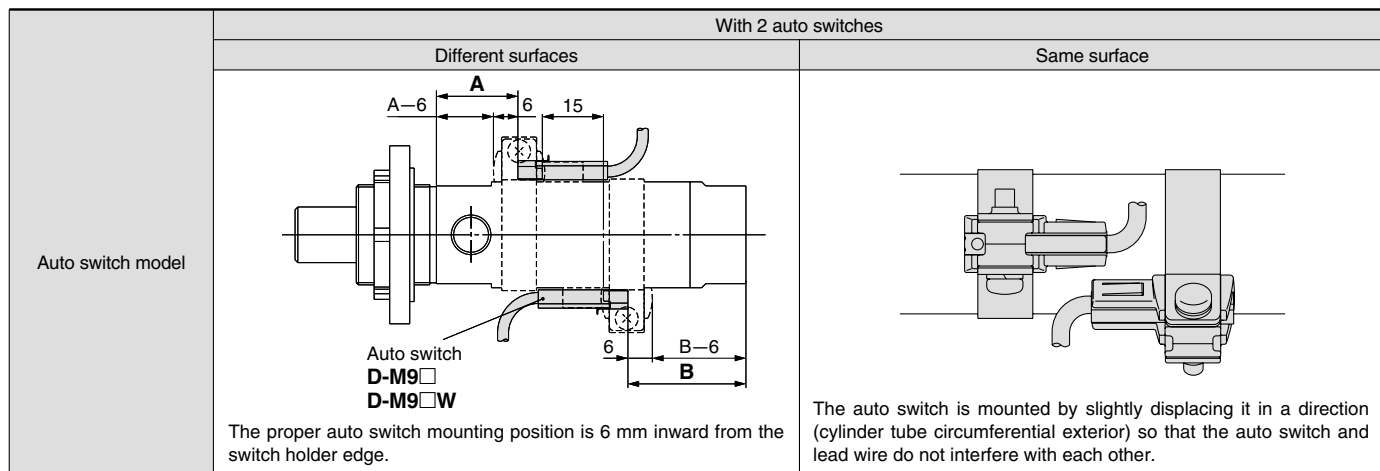 With 2 auto switches
Different surfaces
Same surface
Auto switch model
A
A−6
6
15
Auto switch
D-M9□
D-M9□W
6
B−6
B
The proper auto switch mounting position is 6 mm inward from the
switch holder edge.
The auto switch is mounted by slightly displacing it in a direction
(cylinder tube circumferential exterior) so that the auto switch and
lead wire do not interfere with each other.